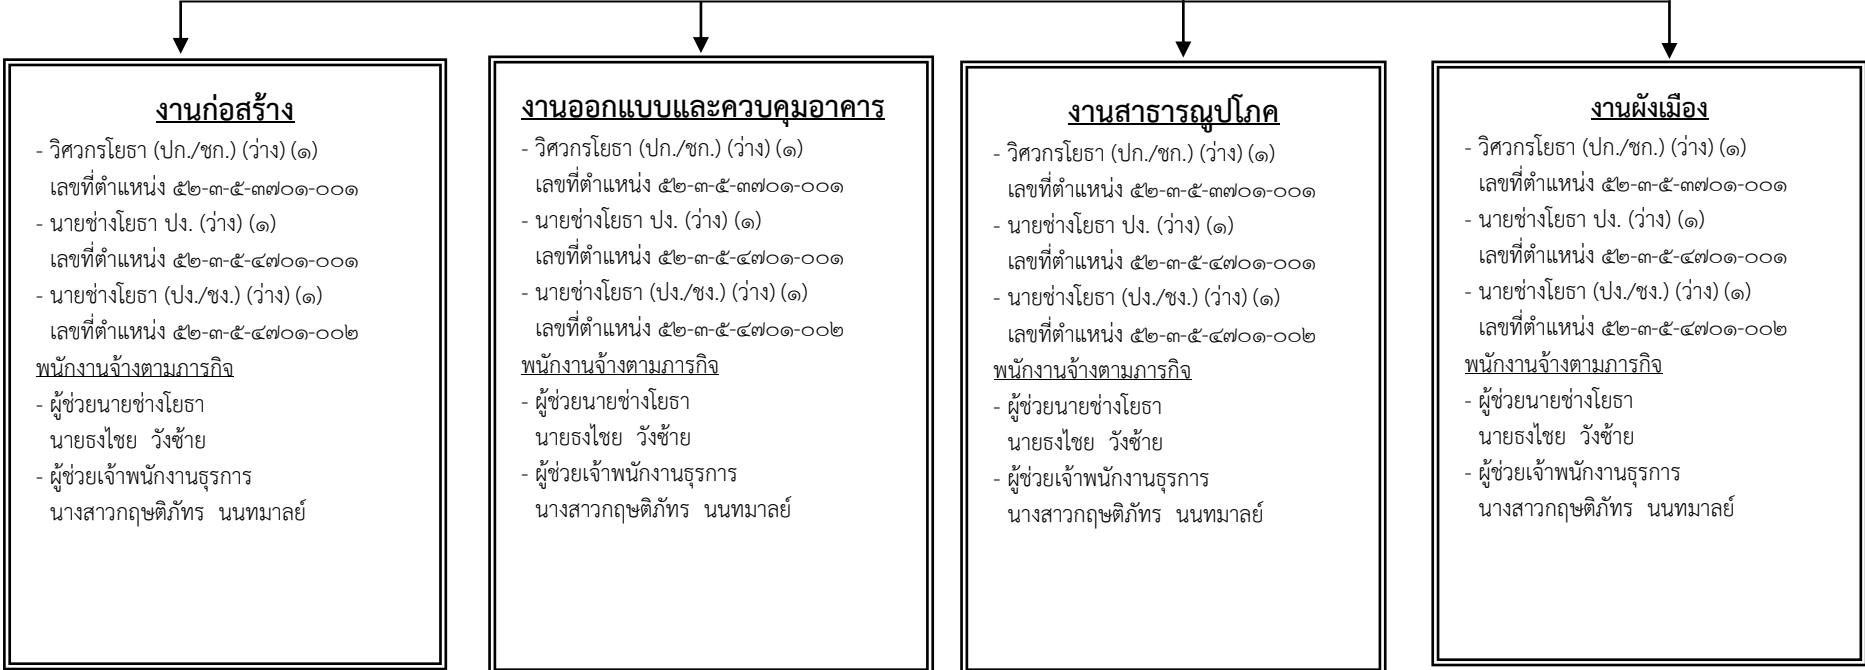 งานก่อสร้าง
- วิศวกรโยธา (ปก./ชก.) (ว่าง) (๑)
เลขที่ตำแหน่ง ๕๒-๓-๕-๓๗๐๑-๐๐๑
- นายช่างโยธา ปง. (ว่าง) (๑)
เลขที่ตำแหน่ง ๕๒-๓-๕-๔๗๐๑-๐๐๑
- นายช่างโยธา (ปง./ชง.) (ว่าง) (๑)
เลขที่ตำแหน่ง ๕๒-๓-๕-๔๗๐๑-๐๐๒
พนักงานจ้างตามภารกิจ
- ผู้ช่วยนายช่างโยธา
นายธงไชย วังซ้าย
- ผู้ช่วยเจ้าพนักงานธุรการ
นางสาวกฤษติภัทร นนทมาลย์
งานออกแบบและควบคุมอาคาร
- วิศวกรโยธา (ปก./ชก.) (ว่าง) (๑)
เลขที่ตำแหน่ง ๕๒-๓-๕-๓๗๐๑-๐๐๑
- นายช่างโยธา ปง. (ว่าง) (๑)
เลขที่ตำแหน่ง ๕๒-๓-๕-๔๗๐๑-๐๐๑
- นายช่างโยธา (ปง./ชง.) (ว่าง) (๑)
เลขที่ตำแหน่ง ๕๒-๓-๕-๔๗๐๑-๐๐๒
พนักงานจ้างตามภารกิจ
- ผู้ช่วยนายช่างโยธา
นายธงไชย วังซ้าย
- ผู้ช่วยเจ้าพนักงานธุรการ
นางสาวกฤษติภัทร นนทมาลย์
งานสาธารณูปโภค
- วิศวกรโยธา (ปก./ชก.) (ว่าง) (๑)
เลขที่ตำแหน่ง ๕๒-๓-๕-๓๗๐๑-๐๐๑
- นายช่างโยธา ปง. (ว่าง) (๑)
เลขที่ตำแหน่ง ๕๒-๓-๕-๔๗๐๑-๐๐๑
- นายช่างโยธา (ปง./ชง.) (ว่าง) (๑)
เลขที่ตำแหน่ง ๕๒-๓-๕-๔๗๐๑-๐๐๒
พนักงานจ้างตามภารกิจ
- ผู้ช่วยนายช่างโยธา
นายธงไชย วังซ้าย
- ผู้ช่วยเจ้าพนักงานธุรการ
นางสาวกฤษติภัทร นนทมาลย์
งานผังเมือง
- วิศวกรโยธา (ปก./ชก.) (ว่าง) (๑)
เลขที่ตำแหน่ง ๕๒-๓-๕-๓๗๐๑-๐๐๑
- นายช่างโยธา ปง. (ว่าง) (๑)
เลขที่ตำแหน่ง ๕๒-๓-๕-๔๗๐๑-๐๐๑
- นายช่างโยธา (ปง./ชง.) (ว่าง) (๑)
เลขที่ตำแหน่ง ๕๒-๓-๕-๔๗๐๑-๐๐๒
พนักงานจ้างตามภารกิจ
- ผู้ช่วยนายช่างโยธา
นายธงไชย วังซ้าย
- ผู้ช่วยเจ้าพนักงานธุรการ
นางสาวกฤษติภัทร นนทมาลย์